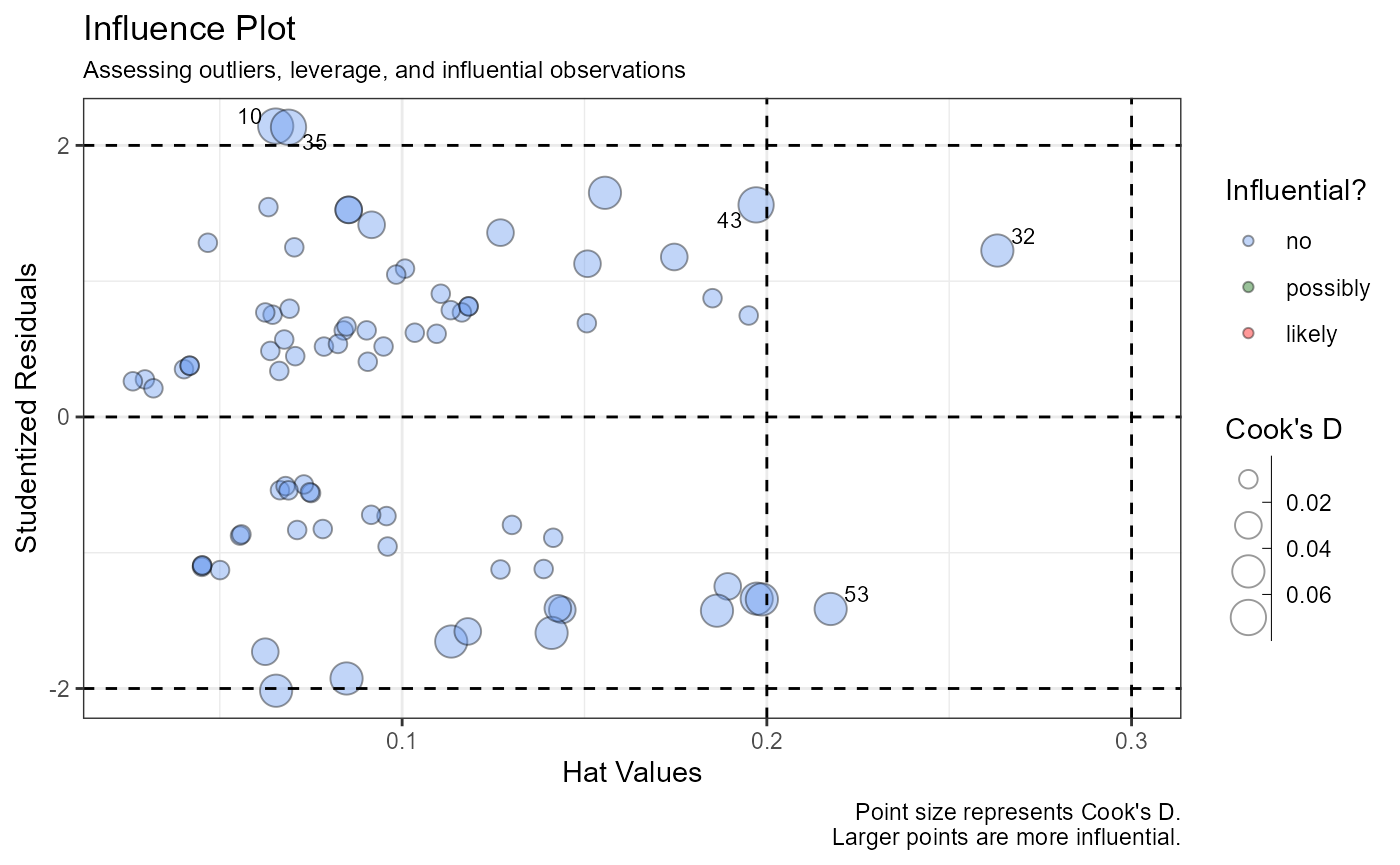 Influence Plot
Assessing outliers, leverage, and influential observations
10
35
43
32
53
2
0
-2
Studentized Residuals
0.1
0.2
0.3
Hat Values
Influential?
no
possibly
likely
Cook's D
0.02
0.04
0.06
Point size represents Cook's D.
Larger points are more influential.